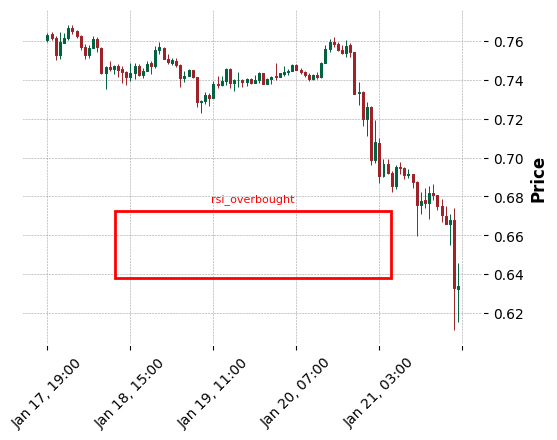 0.76
0.74
0.72
0.70
0.68
0.66
0.64
0.62
Price
rsi_overbought
Jan 17, 19:00
Jan 18, 15:00
Jan 19, 11:00
Jan 20, 07:00
Jan 21, 03:00